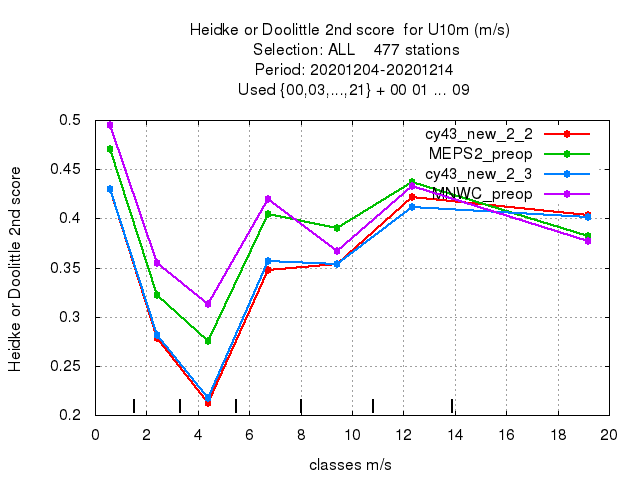 Heidke or Doolittle 2nd score  for U10m (m/s)
Selection: ALL    477 stations
Period: 20201204-20201214
Used {00,03,...,21} + 00 01 ... 09
0.5
0.45
0.4
0.35
0.3
0.25
0.2
Heidke or Doolittle 2nd score
cy43_new_2_2
MEPS2_preop
cy43_new_2_3
MNWC_preop
0 2 4 6 8 10 12 14 16 18 20
classes m/s